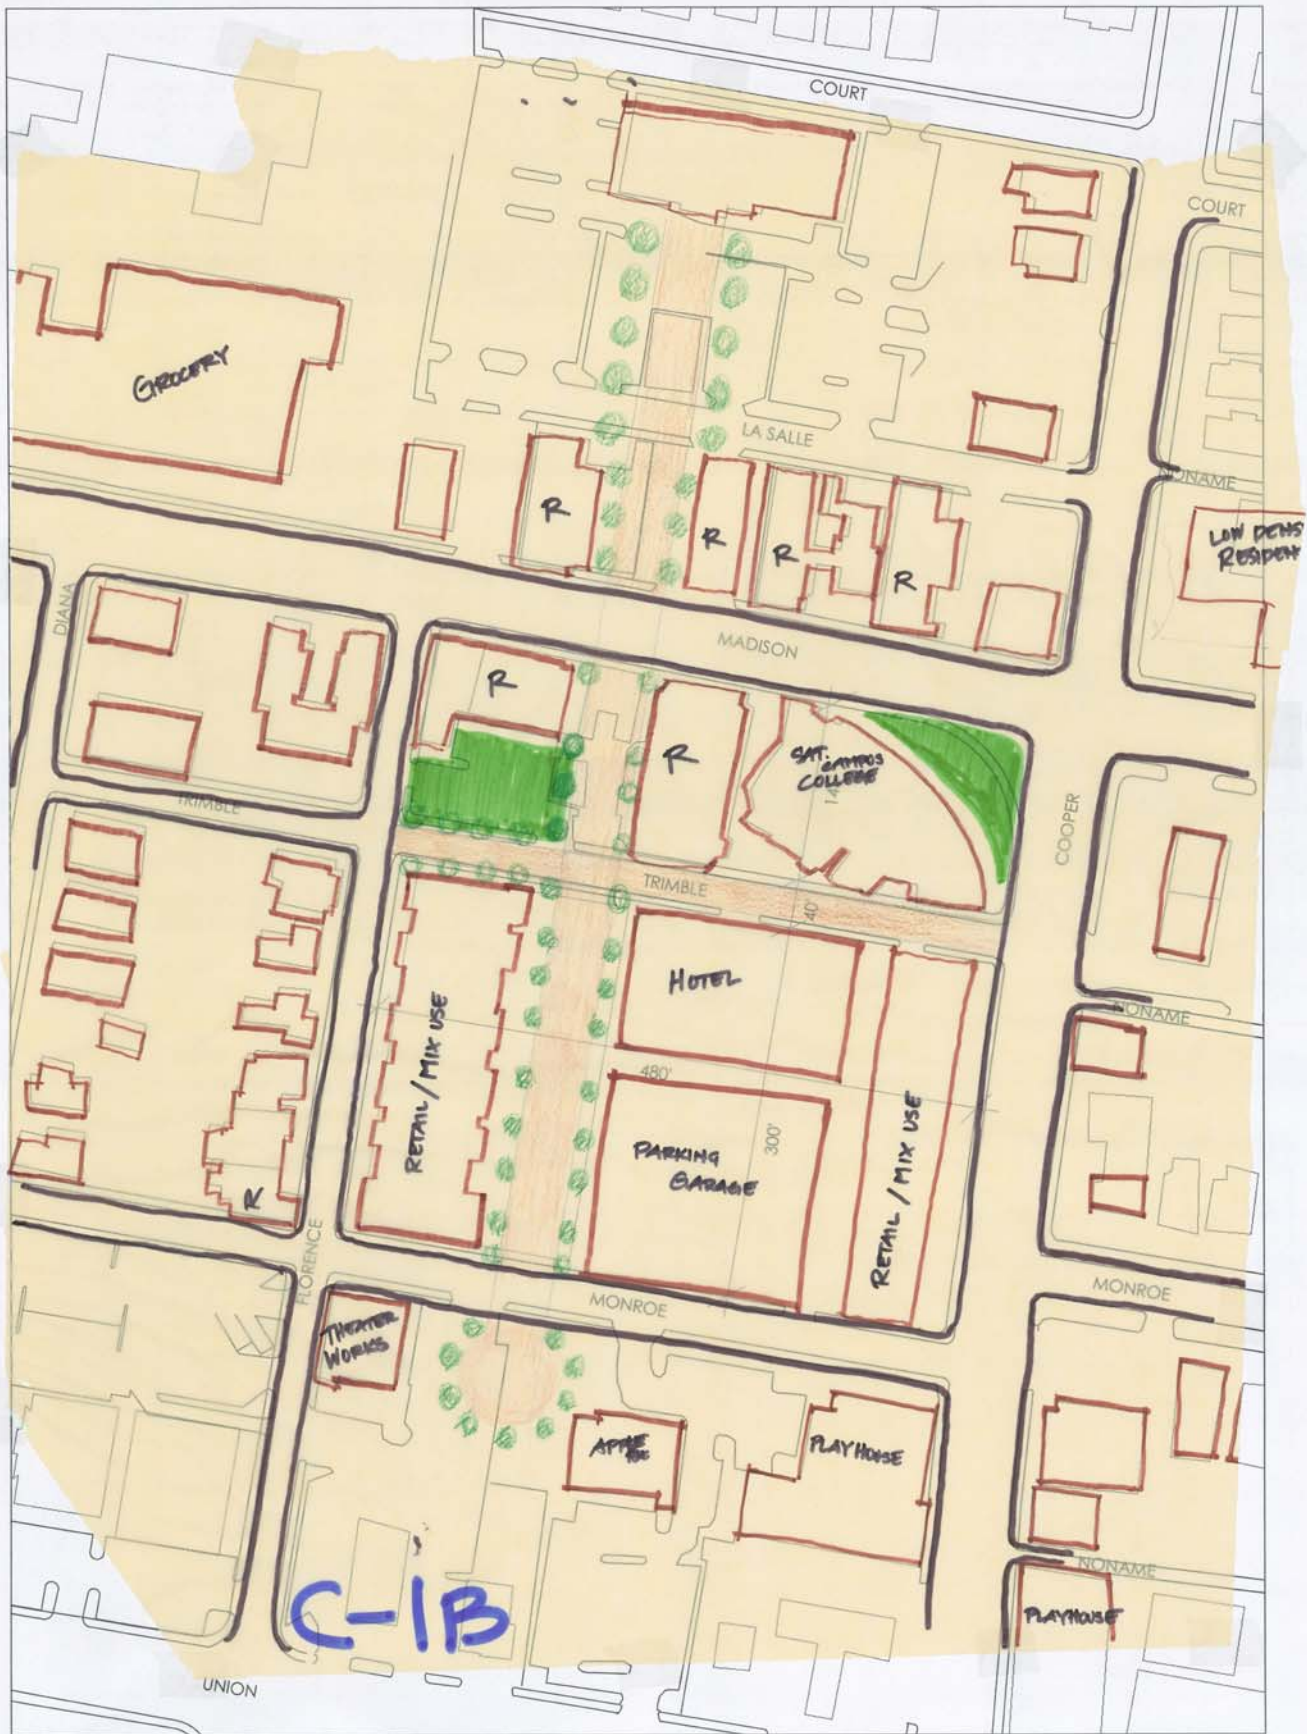 COURT
COURT
GROCERY
LA SALLE
NONAME
R
R
R
R
LOW DENS
RESIDEN
DIANA
MADISON
R
R
SAT.
CAMPUS
COLLEGE
TRIMBLE
COOPER
TRIMBLE
40'
HOTEL
NONAME
RETAIL / MIX USE
480'
300'
PARKING
GARAGE
RETAIL / MIX USE
R
FLORENCE
MONROE
MONROE
THEATER
WORKS
APPLE
PLAYHOUSE
NONAME
C-1B
PLAYHOUSE
UNION